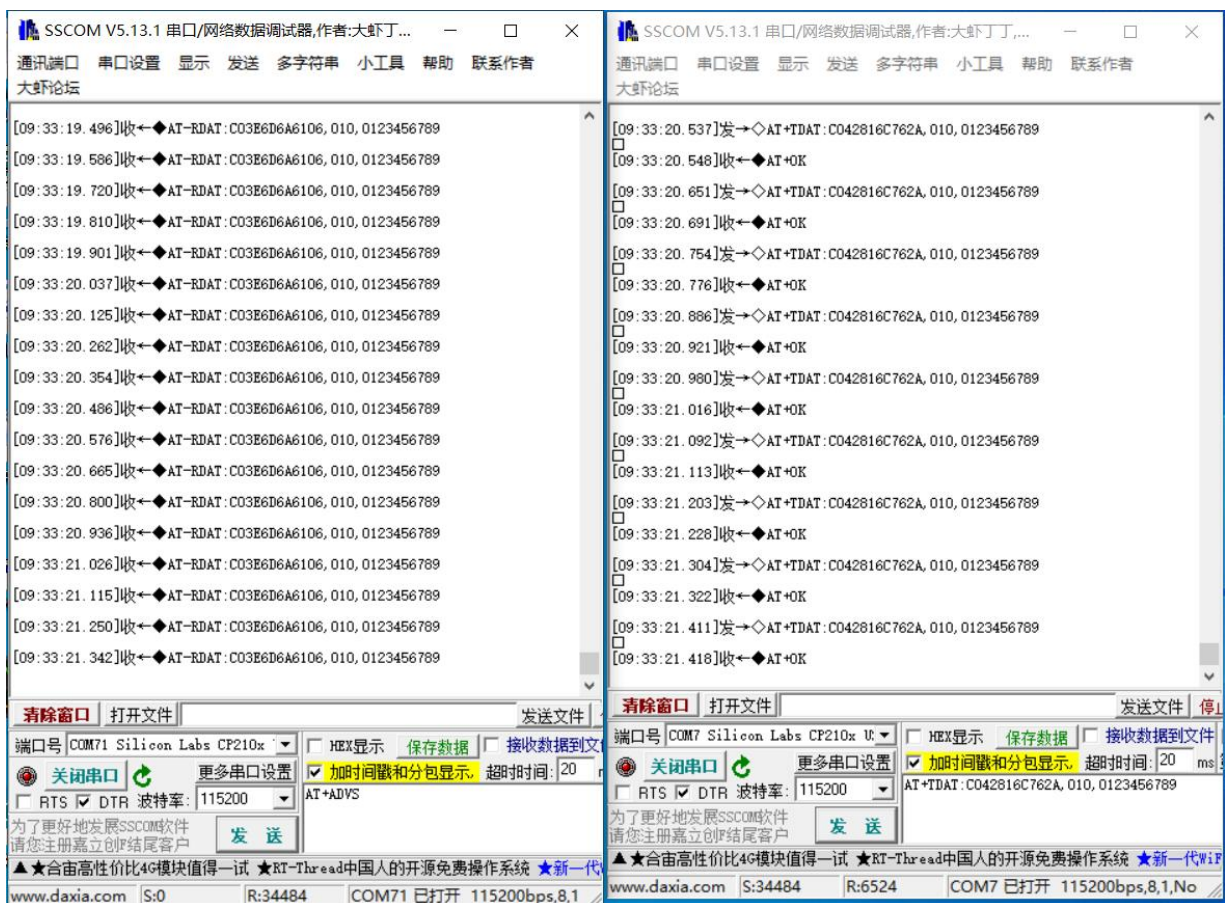 SSCOM V5.13.1 串口/网络数据调试器,作者:大虾丁...
通讯端口 串口设置 显示 发送 多字符串 小工具 帮助 联系作者
大虾论坛
[09:33:19.496]收←◆AT-RDAT:C03E6D6A6106,010,0123456789
[09:33:19.586]收←◆AT-RDAT:C03E6D6A6106,010,0123456789
[09:33:19.720]收←◆AT-RDAT:C03E6D6A6106,010,0123456789
[09:33:19.810]收←◆AT-RDAT:C03E6D6A6106,010,0123456789
[09:33:19.901]收←◆AT-RDAT:C03E6D6A6106,010,0123456789
[09:33:20.037]收←◆AT-RDAT:C03E6D6A6106,010,0123456789
[09:33:20.125]收←◆AT-RDAT:C03E6D6A6106,010,0123456789
[09:33:20.262]收←◆AT-RDAT:C03E6D6A6106,010,0123456789
[09:33:20.354]收←◆AT-RDAT:C03E6D6A6106,010,0123456789
[09:33:20.486]收←◆AT-RDAT:C03E6D6A6106,010,0123456789
[09:33:20.576]收←◆AT-RDAT:C03E6D6A6106,010,0123456789
[09:33:20.665]收←◆AT-RDAT:C03E6D6A6106,010,0123456789
[09:33:20.800]收←◆AT-RDAT:C03E6D6A6106,010,0123456789
[09:33:20.936]收←◆AT-RDAT:C03E6D6A6106,010,0123456789
[09:33:21.026]收←◆AT-RDAT:C03E6D6A6106,010,0123456789
[09:33:21.115]收←◆AT-RDAT:C03E6D6A6106,010,0123456789
[09:33:21.250]收←◆AT-RDAT:C03E6D6A6106,010,0123456789
[09:33:21.342]收←◆AT-RDAT:C03E6D6A6106,010,0123456789
清除窗口 打开文件 发送文件
端口号 COM71 Silicon Labs CP210x HEX显示 保存数据 接收数据到文
关闭串口 更多串口设置 加时间戳和分包显示, 超时时间: 20
RTS DTR 波特率: 115200 AT+ADVS
为了更好地发展SSCOM软件
请您注册嘉立创F结尾客户
发 送
▲★合宙高性价比4G模块值得一试 ★RT-Thread中国人的开源免费操作系统 ★新一代
www.daxia.com S:0 R:34484 COM71 已打开 115200bps,8,1
SSCOM V5.13.1 串口/网络数据调试器,作者:大虾丁丁,...
通讯端口 串口设置 显示 发送 多字符串 小工具 帮助 联系作者
大虾论坛
[09:33:20.537]发→◇AT+TDAT:C042816C762A,010,0123456789
□
[09:33:20.548]收←◆AT+OK
[09:33:20.651]发→◇AT+TDAT:C042816C762A,010,0123456789
□
[09:33:20.691]收←◆AT+OK
[09:33:20.754]发→◇AT+TDAT:C042816C762A,010,0123456789
□
[09:33:20.776]收←◆AT+OK
[09:33:20.886]发→◇AT+TDAT:C042816C762A,010,0123456789
□
[09:33:20.921]收←◆AT+OK
[09:33:20.980]发→◇AT+TDAT:C042816C762A,010,0123456789
□
[09:33:21.016]收←◆AT+OK
[09:33:21.092]发→◇AT+TDAT:C042816C762A,010,0123456789
□
[09:33:21.113]收←◆AT+OK
[09:33:21.203]发→◇AT+TDAT:C042816C762A,010,0123456789
□
[09:33:21.228]收←◆AT+OK
[09:33:21.304]发→◇AT+TDAT:C042816C762A,010,0123456789
□
[09:33:21.322]收←◆AT+OK
[09:33:21.411]发→◇AT+TDAT:C042816C762A,010,0123456789
□
[09:33:21.418]收←◆AT+OK
清除窗口 打开文件 发送文件
端口号 COM7 Silicon Labs CP210x HEX显示 保存数据 接收数据到文件
关闭串口 更多串口设置 加时间戳和分包显示, 超时时间: 20 ms
RTS DTR 波特率: 115200 AT+TDAT:C042816C762A,010,0123456789
为了更好地发展SSCOM软件
请您注册嘉立创F结尾客户
发 送
▲★合宙高性价比4G模块值得一试 ★RT-Thread中国人的开源免费操作系统 ★新一代WiF
www.daxia.com S:34484 R:6524 COM7 已打开 115200bps,8,1,No